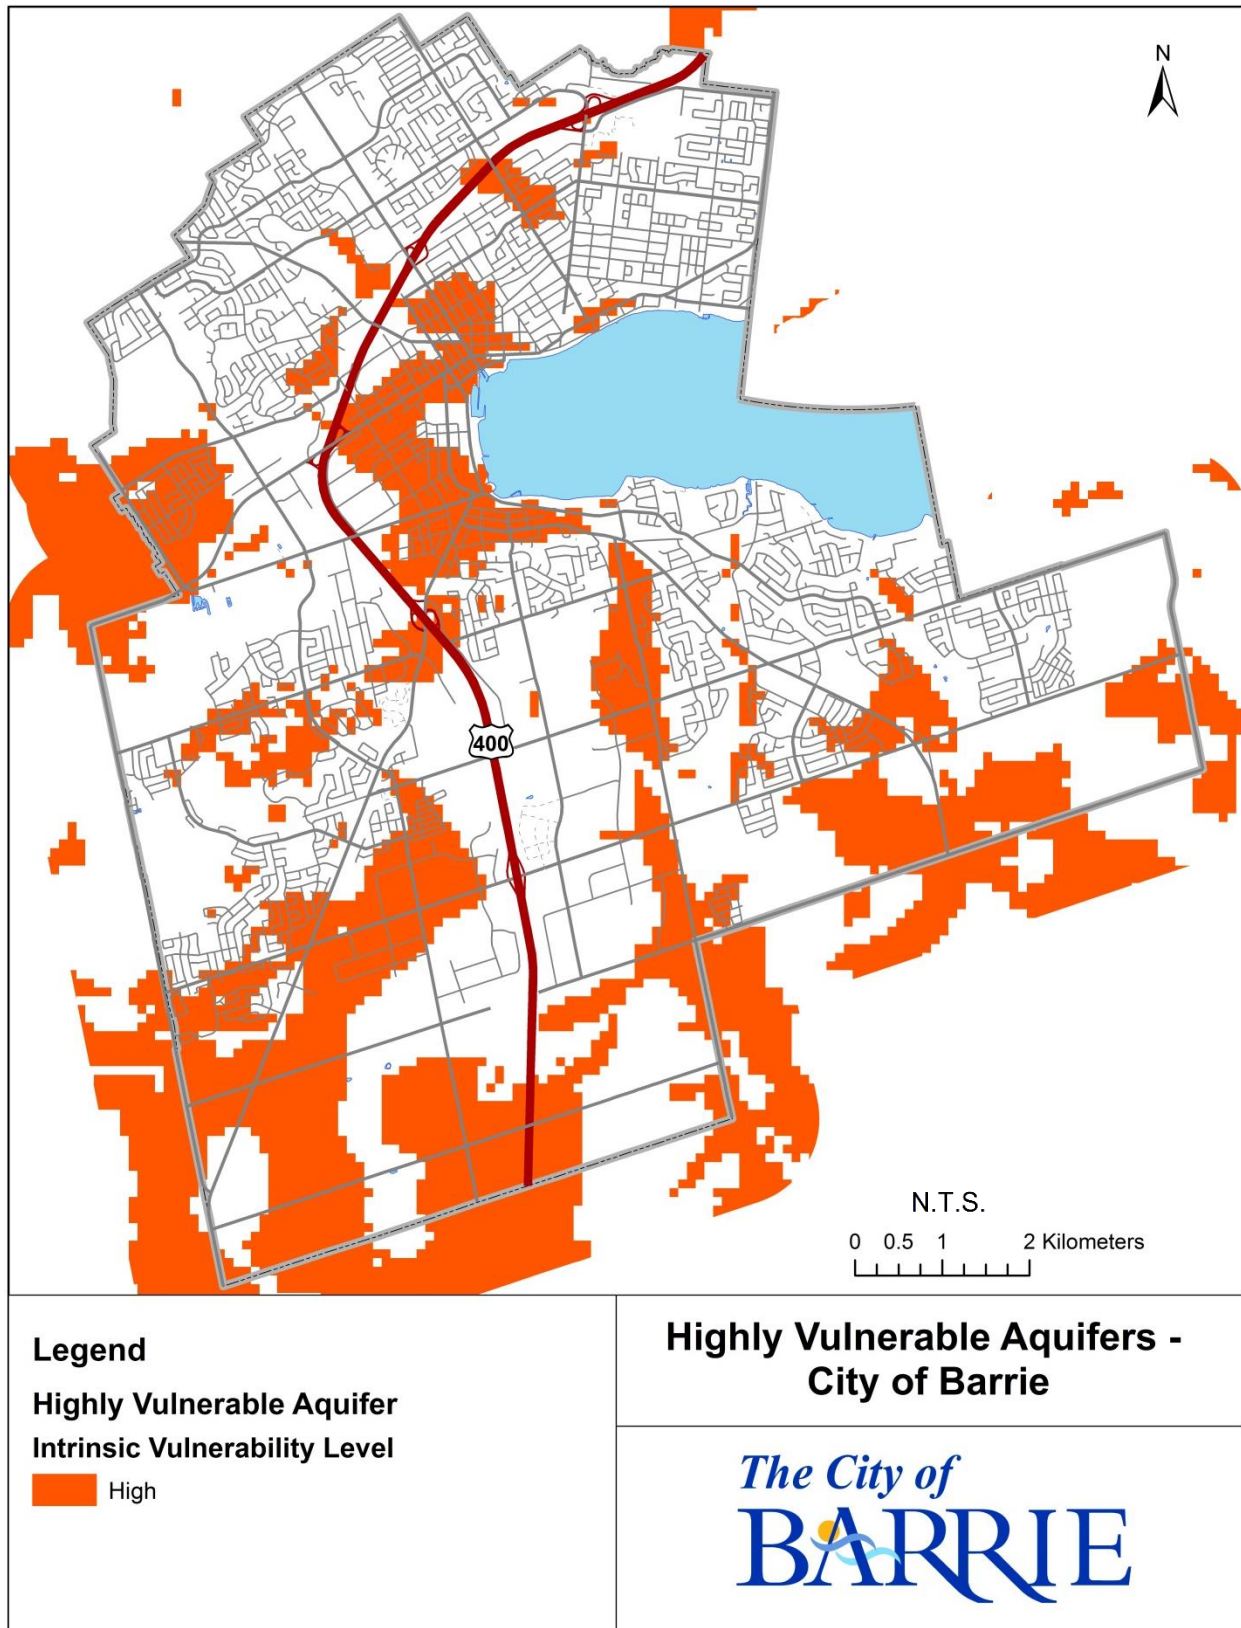 N
400
N.T.S.
0 0.5 1 2 Kilometers
Legend
Highly Vulnerable Aquifer
Intrinsic Vulnerability Level
High
Highly Vulnerable Aquifers -
City of Barrie
The City of
BARRIE